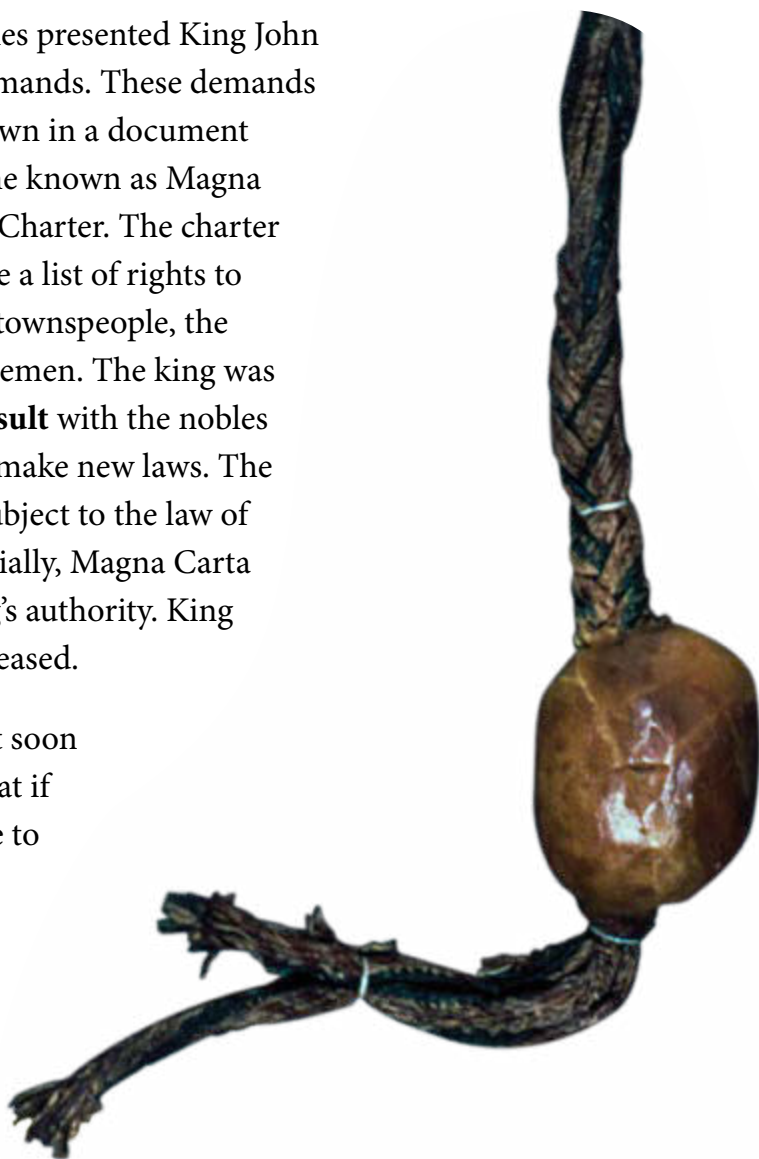 es presented King John
mands. These demands
wn in a document
e known as Magna
Charter. The charter
e a list of rights to
townspeople, the
emen. The king was
sult with the nobles
make new laws. The
bject to the law of
ially, Magna Carta
's authority. King
eased.
t soon
at if
e to